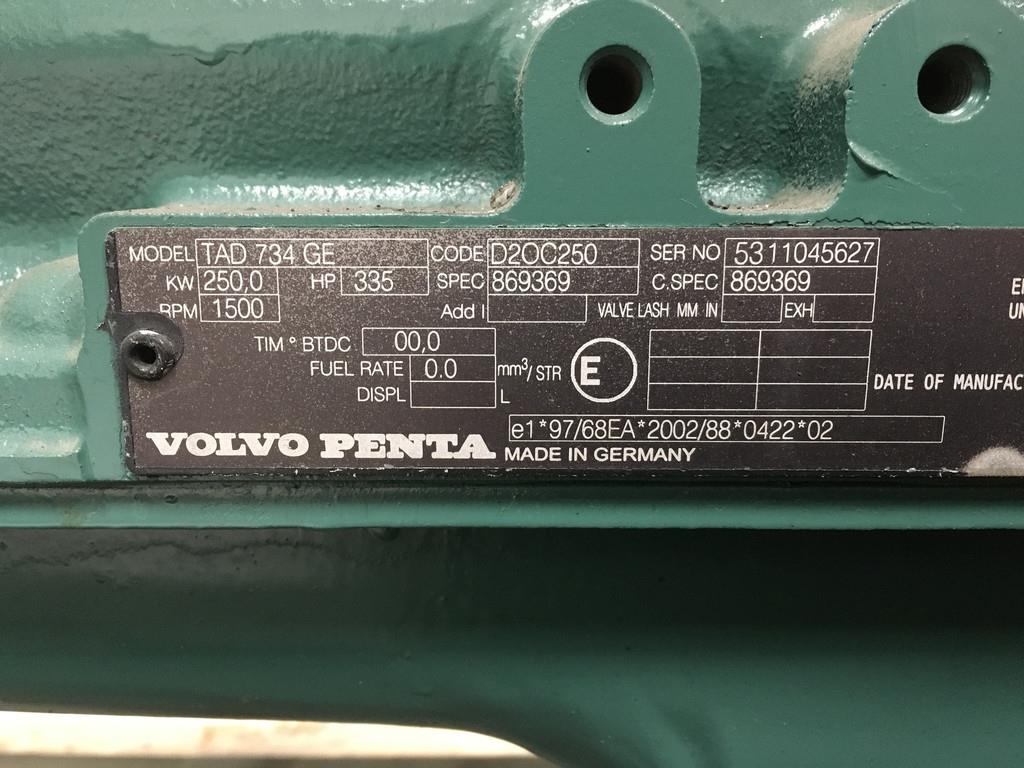 MODEL TAD 734 GE CODE D2OC250 SER NO 5311045627
KW 250,0 HP 335 SPEC 869369 C.SPEC 869369
RPM 1500 Add I VALVE LASH MM IN EXH
TIM ° BTDC 00,0
FUEL RATE 0.0 mm³/STR E
DISPL L DATE OF MANUFAC
e1*97/68EA*2002/88*0422*02
VOLVO PENTA MADE IN GERMANY